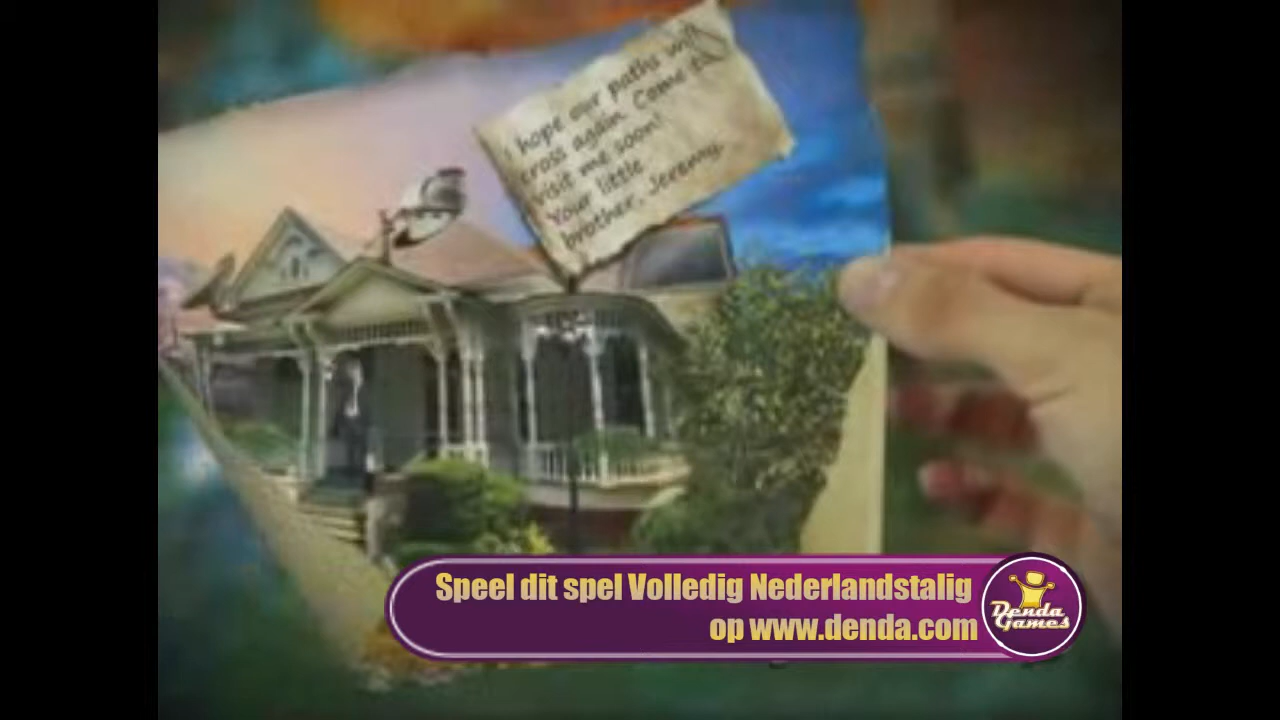 I hope our paths will
cross again. Come to
visit me soon!
Your little
brother, Jeremy.
Speel dit spel Volledig Nederlandstalig
op www.denda.com
Denda
Games